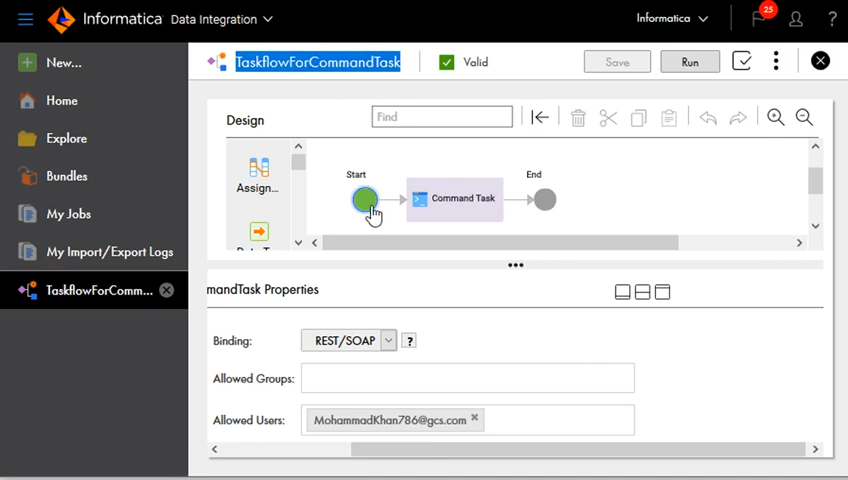 Informatica Data Integration
Informatica
25
?
New...
Home
Explore
Bundles
My Jobs
My Import/Export Logs
TaskflowForComm...
TaskflowForCommandTask
Valid
Save
Run
Design
Find
Assign...
Start
Command Task
End
mandTask Properties
Binding:
REST/SOAP
?
Allowed Groups:
Allowed Users:
MohammadKhan786@gcs.com